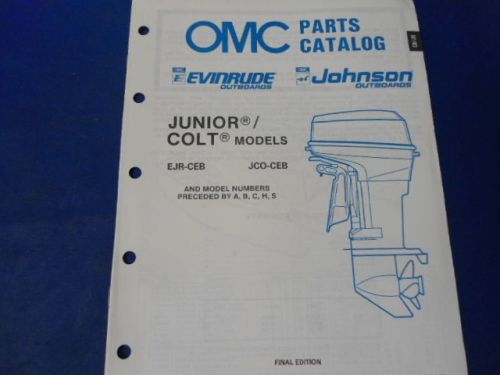 OMC PARTS
CATALOG
EVINRUDE Johnson
OUTBOARDS OUTBOARDS
JUNIOR® /
COLT® MODELS
EJR-CEB JCO-CEB
AND MODEL NUMBERS
PRECEDED BY A, B, C, H, S
FINAL EDITION